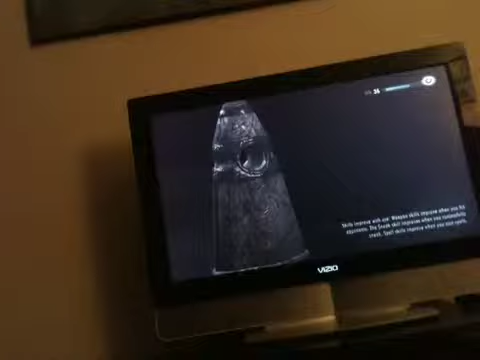 36
Skills improve with use. Weapon skills improve when you hit
opponents. The Sneak skill improves when you successfully
sneak. Spell skills improve when you cast spells.
VIZIO